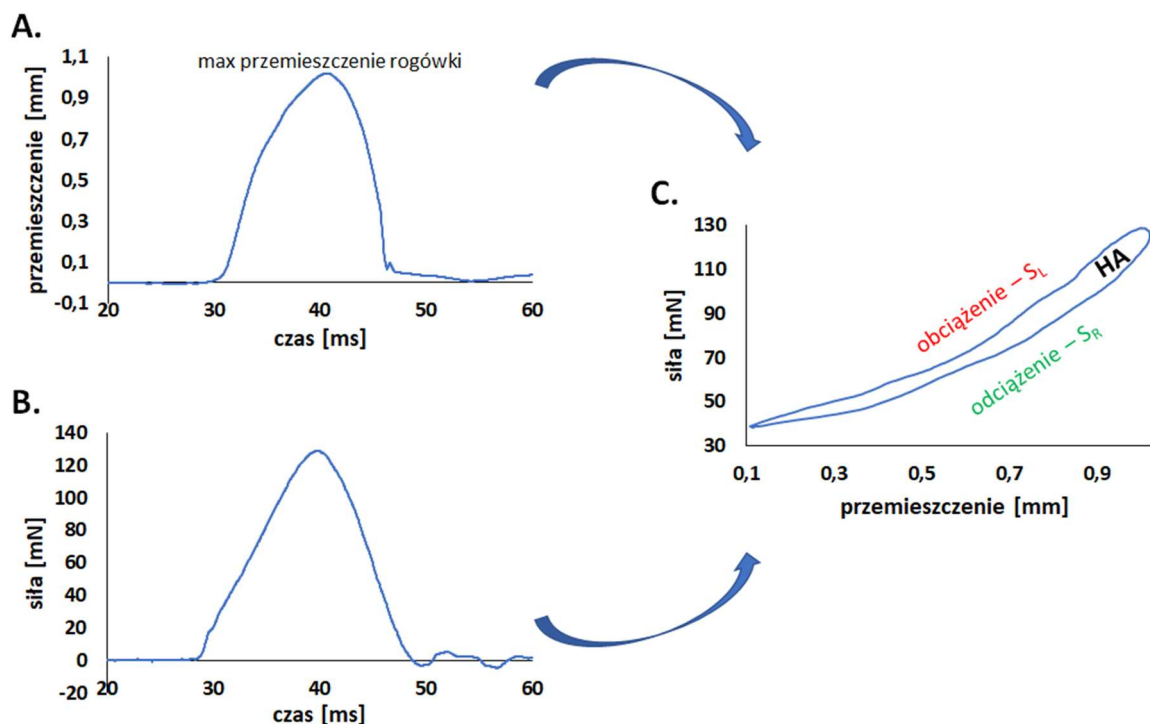 A.
max przemieszczenie rogówki
przemieszczenie [mm]
1,1
0,9
0,7
0,5
0,3
0,1
-0,1
20 30 40 50 60
czas [ms]
B.
siła [mN]
140
120
100
80
60
40
20
0
-20
20 30 40 50 60
czas [ms]
C.
siła [mN]
130
110
90
70
50
30
obciążenie – S_L
HA
odciążenie – S_R
0,1 0,3 0,5 0,7 0,9
przemieszczenie [mm]